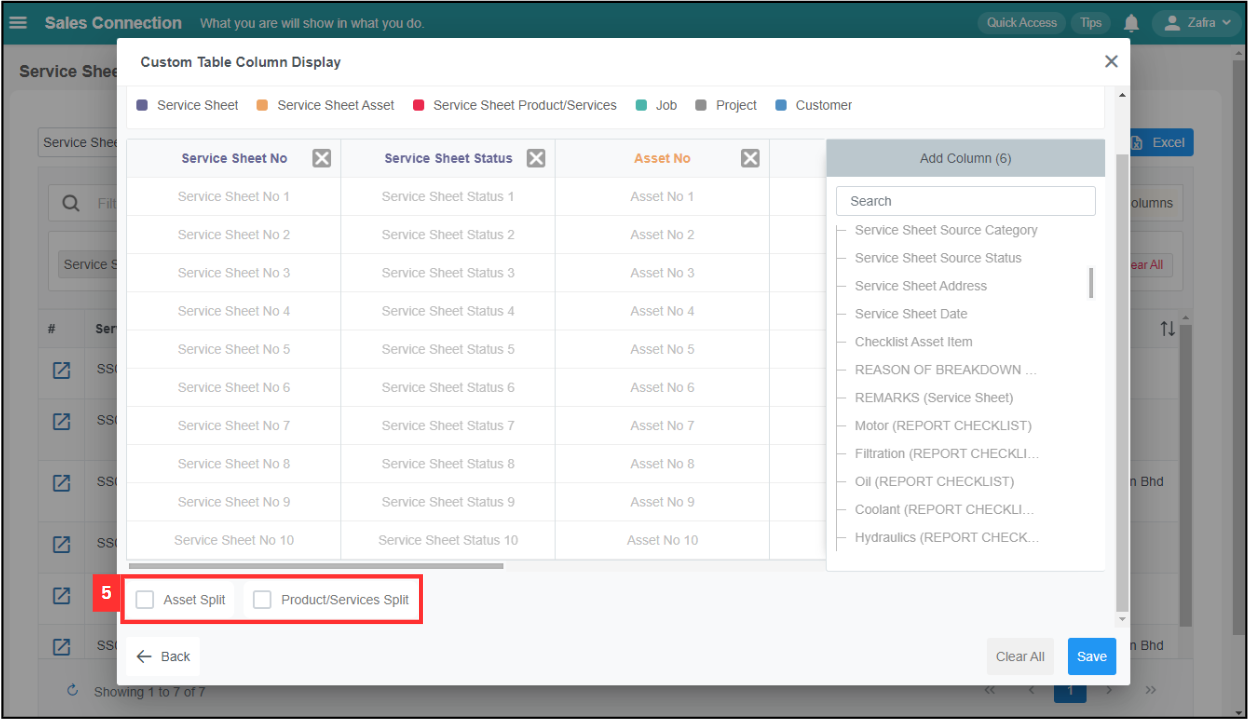 Sales Connection What you are will show in what you do. Quick Access Tips Zafra
Service Shee
Custom Table Column Display
Service Sheet Service Sheet Asset Service Sheet Product/Services Job Project Customer
Service Shee
Excel
Service Sheet No Service Sheet Status Asset No Add Column (6)
Service Sheet No 1 Service Sheet Status 1 Asset No 1 Search
Filt
olumns
Service Sheet No 2 Service Sheet Status 2 Asset No 2 Service Sheet Source Category
Service S
ear All
Service Sheet No 3 Service Sheet Status 3 Asset No 3 Service Sheet Source Status
Service Sheet Address
Service Sheet No 4 Service Sheet Status 4 Asset No 4 Service Sheet Date
# Ser
Service Sheet No 5 Service Sheet Status 5 Asset No 5 Checklist Asset Item
SS
REASON OF BREAKDOWN ...
Service Sheet No 6 Service Sheet Status 6 Asset No 6 REMARKS (Service Sheet)
SS
Service Sheet No 7 Service Sheet Status 7 Asset No 7 Motor (REPORT CHECKLIST)
Service Sheet No 8 Service Sheet Status 8 Asset No 8 Filtration (REPORT CHECKLI...
SS
Oil (REPORT CHECKLIST)
n Bhd
Service Sheet No 9 Service Sheet Status 9 Asset No 9 Coolant (REPORT CHECKLI...
Service Sheet No 10 Service Sheet Status 10 Asset No 10 Hydraulics (REPORT CHECK...
SS
SS
5 Asset Split Product/Services Split
SS
n Bhd
Back Clear All Save
Showing 1 to 7 of 7 << < 1 > >>